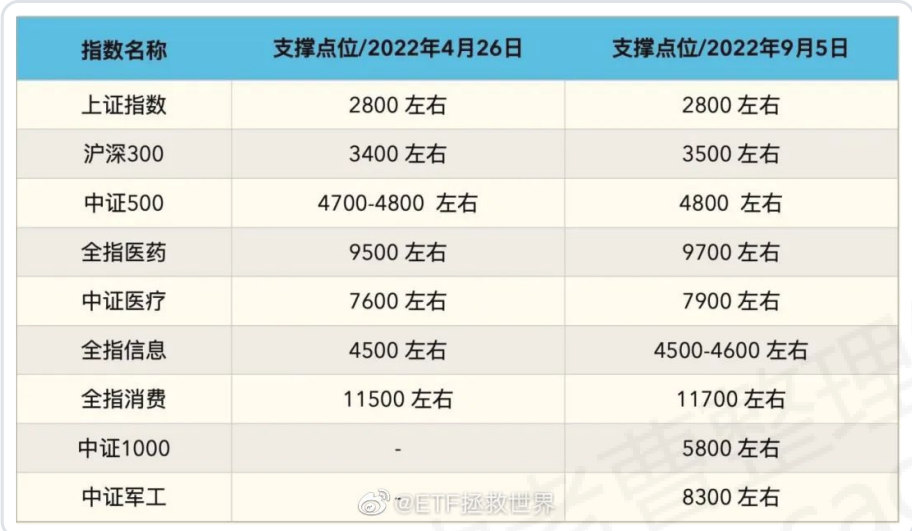 指数名称 支撑点位/2022年4月26日 支撑点位/2022年9月5日
上证指数 2800 左右 2800 左右
沪深300 3400 左右 3500 左右
中证500 4700-4800 左右 4800 左右
全指医药 9500 左右 9700 左右
中证医疗 7600 左右 7900 左右
全指信息 4500 左右 4500-4600 左右
全指消费 11500 左右 11700 左右
中证1000 - 5800 左右
中证军工 - 8300 左右
@ETF拯救世界
老曹整理